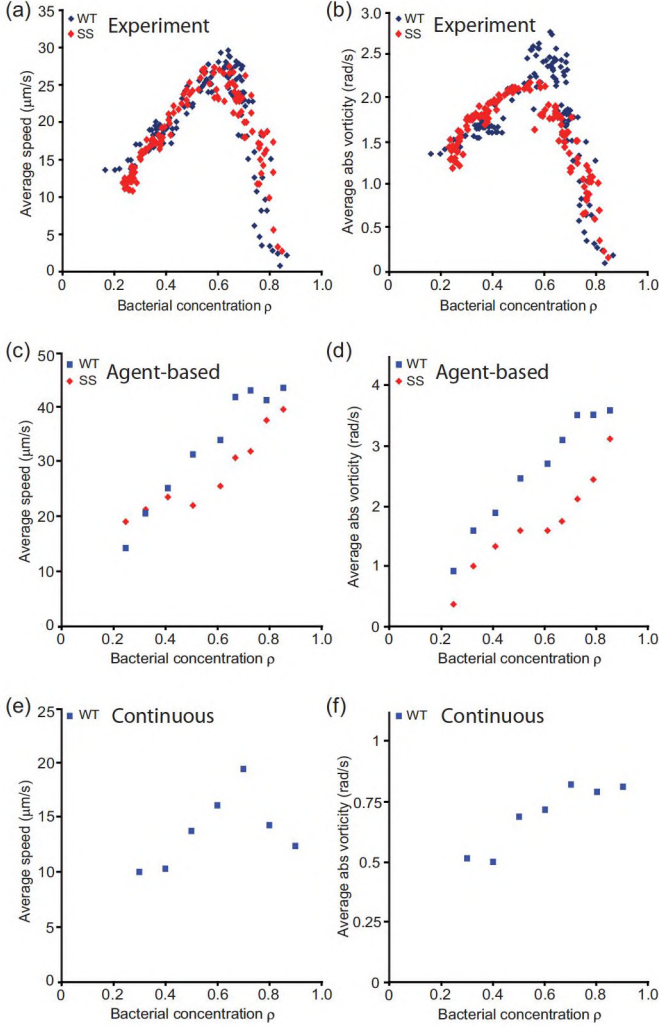 (a)
WT
SS
Experiment
Average speed (μm/s)
35
30
25
20
15
10
5
0
0
0.2
0.4
0.6
0.8
1.0
Bacterial concentration ρ
(b)
WT
SS
Experiment
Average abs vorticity (rad/s)
3.0
2.5
2.0
1.5
1.0
0.5
0
0
0.2
0.4
0.6
0.8
1.0
Bacterial concentration ρ
(c)
WT
SS
Agent-based
Average speed (μm/s)
50
40
30
20
10
0
0
0.2
0.4
0.6
0.8
1.0
Bacterial concentration ρ
(d)
WT
SS
Agent-based
Average abs vorticity (rad/s)
4
3
2
1
0
0
0.2
0.4
0.6
0.8
1.0
Bacterial concentration ρ
(e)
WT
Continuous
Average speed (μm/s)
25
20
15
10
5
0
0
0.2
0.4
0.6
0.8
1.0
Bacterial concentration ρ
(f)
WT
Continuous
Average abs vorticity (rad/s)
1
0.75
0.5
0.25
0
0
0.2
0.4
0.6
0.8
1.0
Bacterial concentration ρ